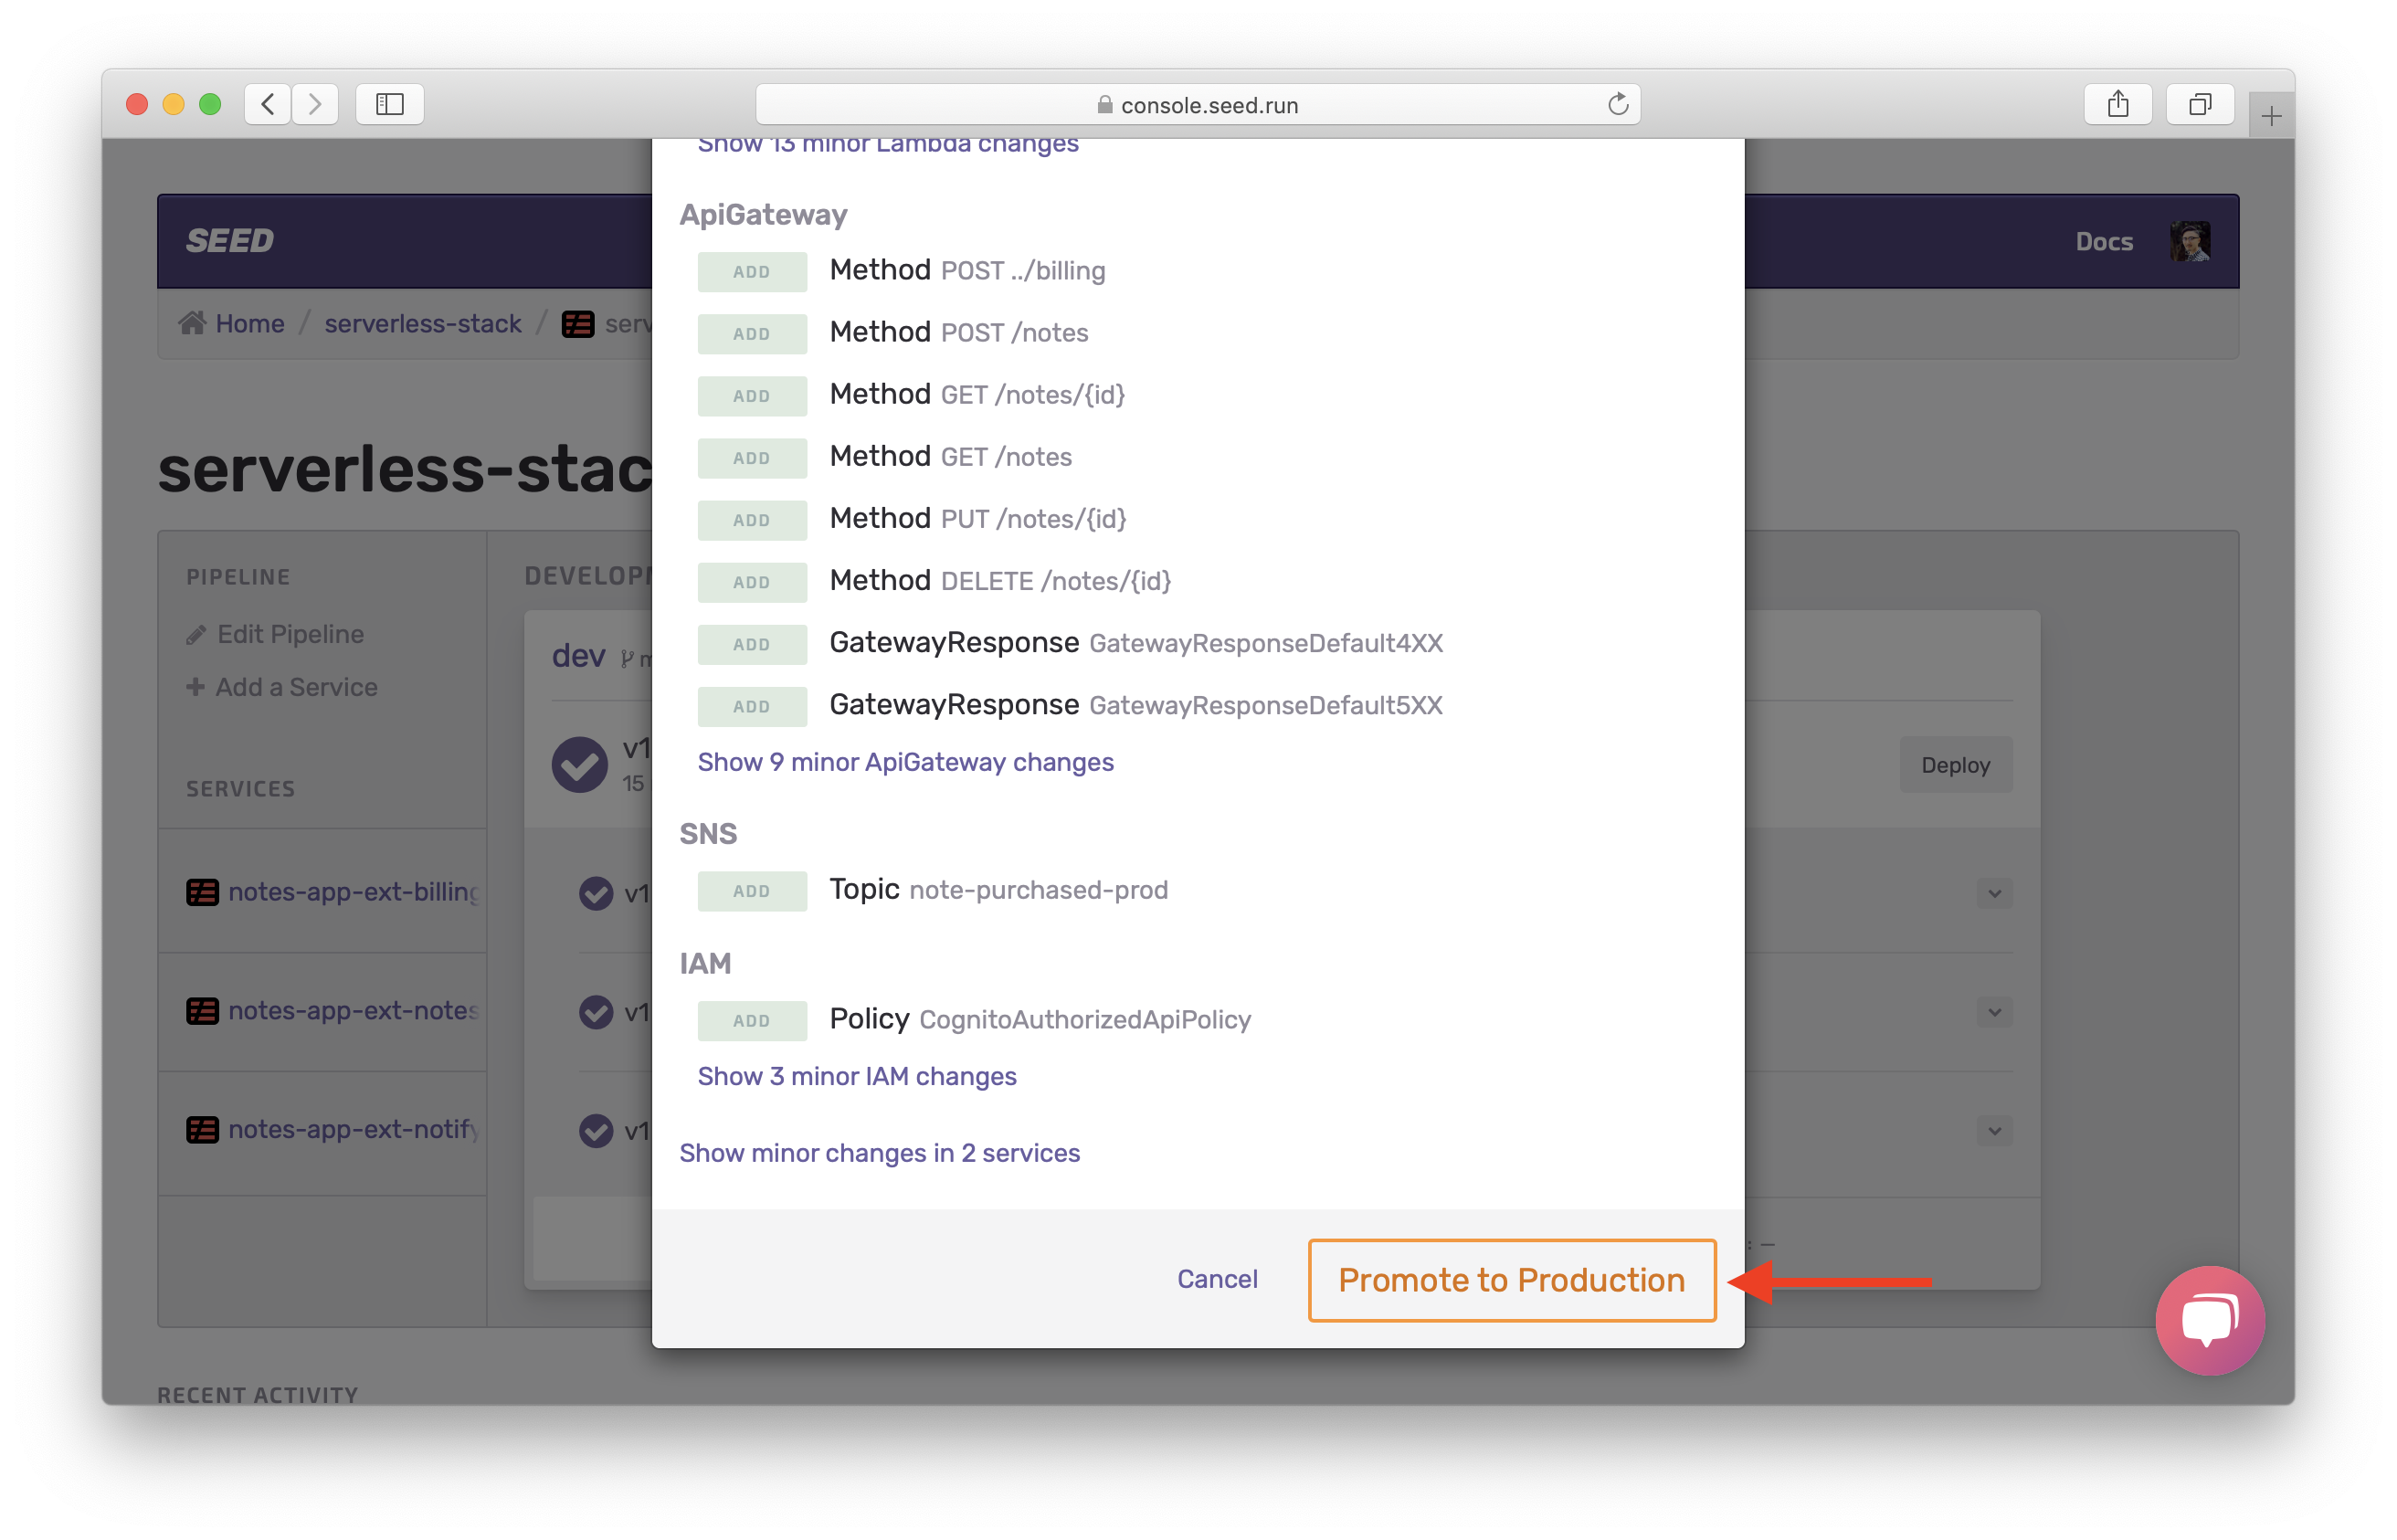 console.seed.run
Show 13 minor Lambda changes
SEED
Docs
Home / serverless-stack /
serverless-stac
PIPELINE
Edit Pipeline
Add a Service
SERVICES
notes-app-ext-billing
notes-app-ext-notes
notes-app-ext-notify
DEVELOPM
dev
v1
15
v1
v1
v1
ApiGateway
ADD Method POST ../billing
ADD Method POST /notes
ADD Method GET /notes/{id}
ADD Method GET /notes
ADD Method PUT /notes/{id}
ADD Method DELETE /notes/{id}
ADD GatewayResponse GatewayResponseDefault4XX
ADD GatewayResponse GatewayResponseDefault5XX
Show 9 minor ApiGateway changes
SNS
ADD Topic note-purchased-prod
IAM
ADD Policy CognitoAuthorizedApiPolicy
Show 3 minor IAM changes
Show minor changes in 2 services
Cancel
Promote to Production
Deploy
RECENT ACTIVITY